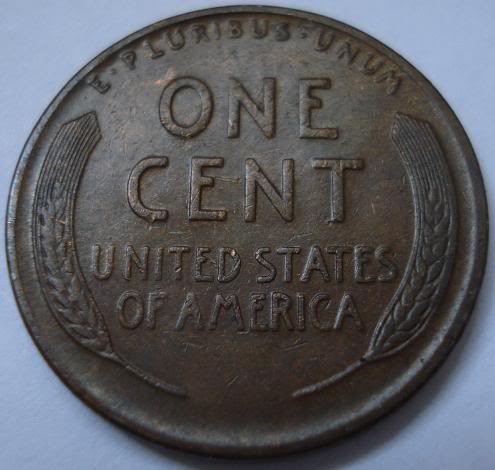 E·PLURIBUS·UNUM
ONE
CENT
UNITED STATES
OF AMERICA